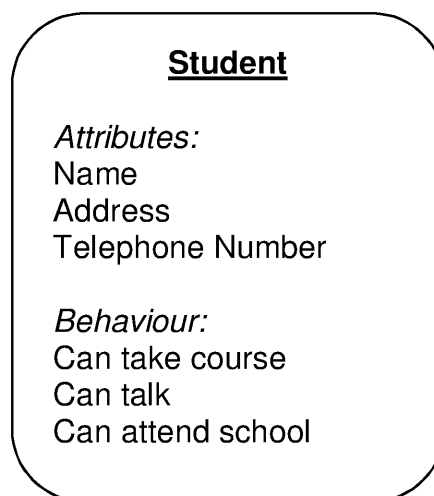 Student
Attributes:
Name
Address
Telephone Number
Behaviour:
Can take course
Can talk
Can attend school